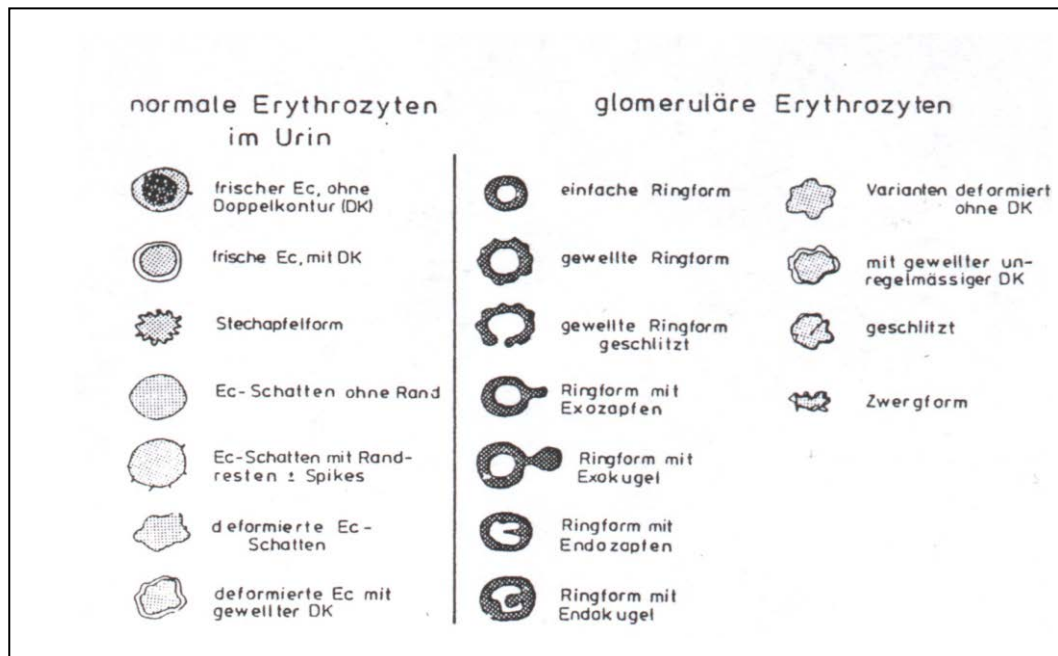 normale Erythrozyten
im Urin
frischer Ec, ohne
Doppelkontur (DK)
frische Ec, mit DK
Stechapfelform
Ec-Schatten ohne Rand
Ec-Schatten mit Rand-
resten ± Spikes
deformierte Ec-
Schatten
deformierte Ec mit
gewellter DK
glomeruläre Erythrozyten
einfache Ringform
gewellte Ringform
gewellte Ringform
geschlitzt
Ringform mit
Exozapfen
Ringform mit
Exokugel
Ringform mit
Endozapfen
Ringform mit
Endokugel
Varianten deformiert
ohne DK
mit gewellter un-
regelmässiger DK
geschlitzt
Zwergform